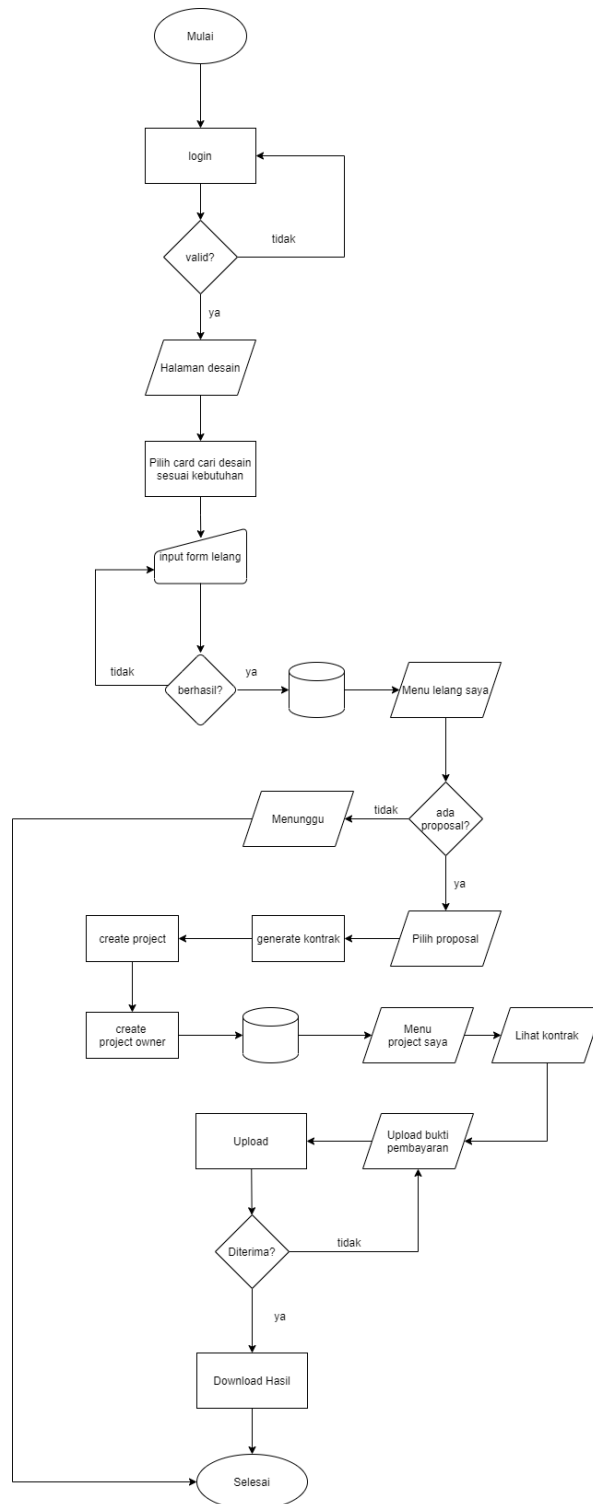 Mulai
login
tidak
valid?
ya
Halaman desain
Pilih card cari desain
sesuai kebutuhan
input form lelang
tidak
ya
berhasil?
Menu lelang saya
Menunggu
tidak
ada
proposal?
ya
create project
generate kontrak
Pilih proposal
create
project owner
Menu
project saya
Lihat kontrak
Upload
Upload bukti
pembayaran
Diterima?
tidak
ya
Download Hasil
Selesai